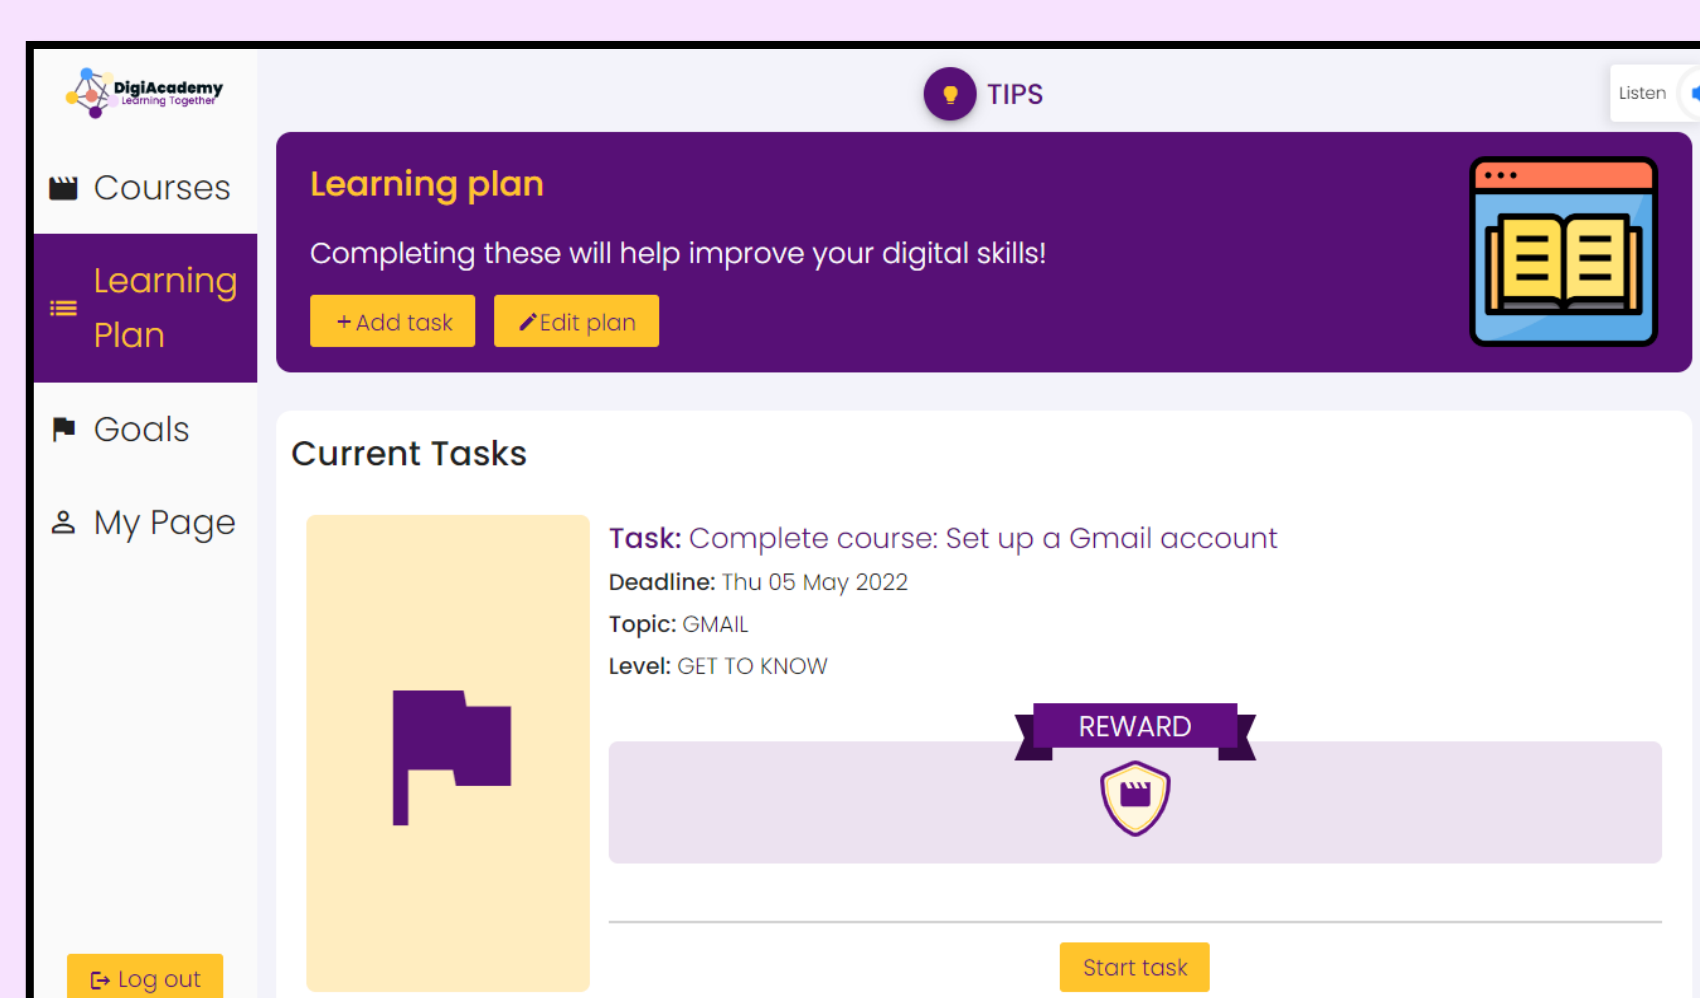 DigiAcademy
Learning Together
TIPS
Listen
Courses
Learning
Plan
Goals
My Page
Log out
Learning plan
Completing these will help improve your digital skills!
+ Add task
Edit plan
Current Tasks
Task: Complete course: Set up a Gmail account
Deadline: Thu 05 May 2022
Topic: GMAIL
Level: GET TO KNOW
REWARD
Start task